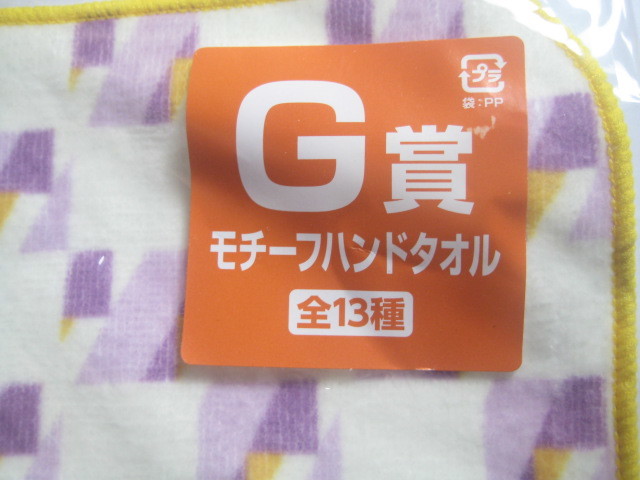 G賞
プラ
袋:PP
モチーフハンドタオル
全13種